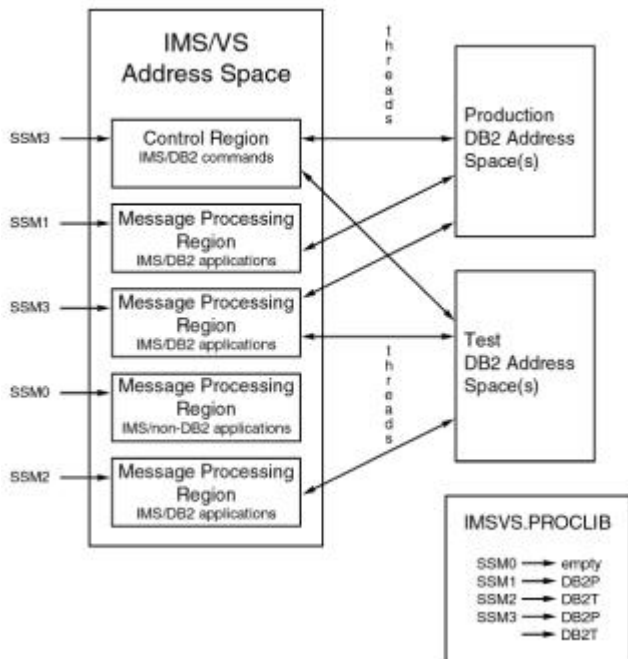 IMS/VS
Address Space
threads
SSM3
Control Region
IMS/DB2 commands
Production
DB2 Address
Space(s)
SSM1
Message Processing
Region
IMS/DB2 applications
SSM3
Message Processing
Region
IMS/DB2 applications
Test
DB2 Address
Space(s)
threads
SSM0
Message Processing
Region
IMS/non-DB2 applications
SSM2
Message Processing
Region
IMS/DB2 applications
IMSVS.PROCLIB
SSM0 empty
SSM1 DB2P
SSM2 DB2T
SSM3 DB2P
DB2T